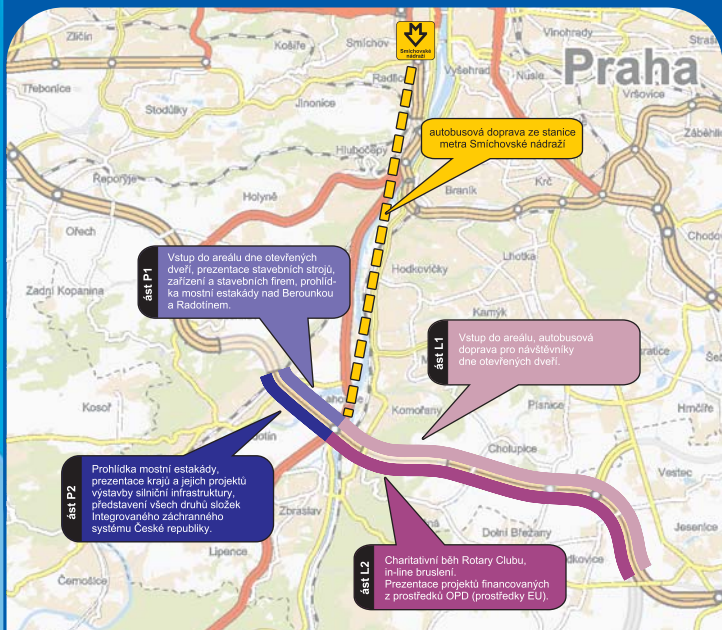 Zličín
Košíře
Smíchov
Smíchovské
nádraží
Vinohrady
Praha
Třebonice
Jinonice
Radlic
Vyšehrad
Nusle
Vršovice
Stodůlky
Hlubočepy
autobusová doprava ze stanice
metra Smíchovské nádraží
Záběhli
Řeporyje
Holyně
Braník
Krč
Ořech
Chodo
Vstup do areálu dne otevřených
dveří, prezentace stavebních strojů,
zařízení a stavebních firem, prohlíd-
ka mostní estakády nad Berounkou
a Radotínem.
ást P1
Hodkovičky
Lhotka
Zadní Kopanina
Kamýk
Vstup do areálu, autobusová
doprava pro návštěvníky
dne otevřených dveří.
ást L1
Kosoř
Komořany
Písnice
Hrnčíře
Cholupice
Prohlídka mostní estakády,
prezentace krajů a jejich projektů
výstavby silniční infrastruktury,
představení všech druhů složek
Integrovaného záchranného
systému České republiky.
ást P2
Vestec
Zbraslav
Jesenice
Dolní Břežany
Lipence
Charitativní běh Rotary Clubu,
in-line bruslení.
Prezentace projektů financovaných
z prostředků OPD (prostředky EU).
ást L2
dkovice
Černošice